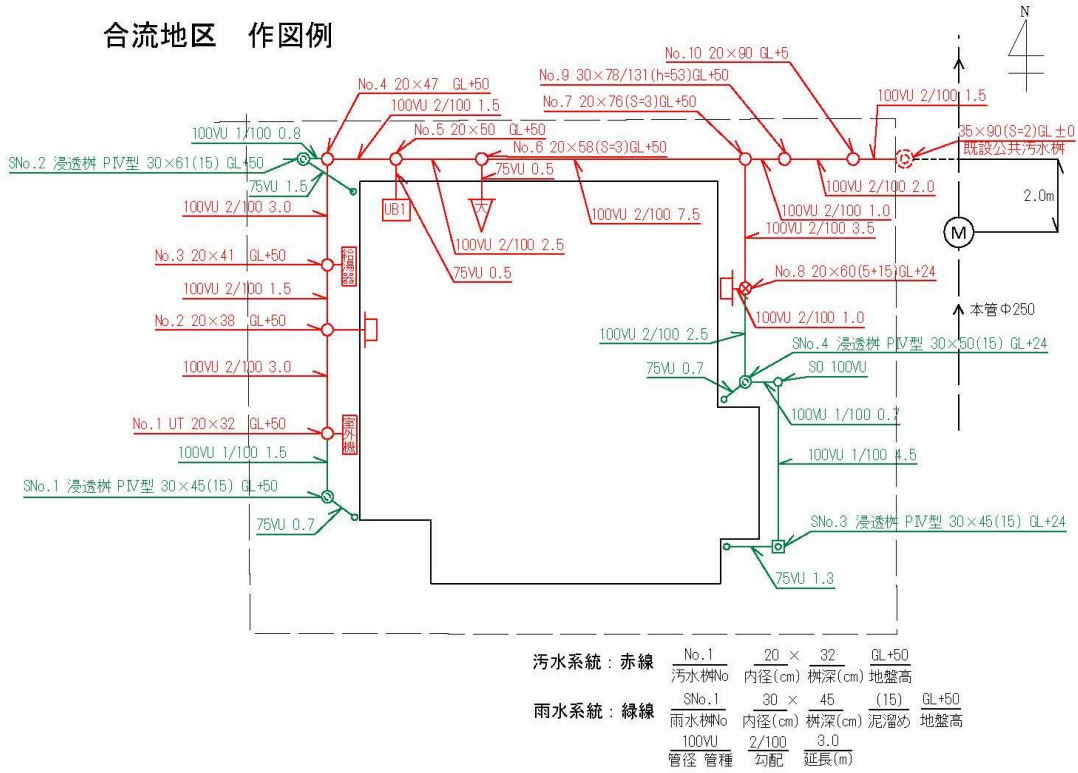 合流地区　作図例
N
No.10 20×90 GL+5
No.9 30×78/131(h=53)GL+50
No.4 20×47 GL+50
No.7 20×76(S=3)GL+50
100VU 2/100 1.5
100VU 2/100 1.5
No.5 20×50 GL+50
100VU 1/100 0.8
35×90(S=2)GL±0
既設公共汚水桝
No.6 20×58(S=3)GL+50
SNo.2 浸透桝 PⅣ型 30×61(15) GL+50
75VU 0.5
75VU 1.5
100VU 2/100 2.0
2.0m
UB1
大
100VU 2/100 7.5
100VU 2/100 1.0
100VU 2/100 3.0
100VU 2/100 3.5
M
100VU 2/100 2.5
No.3 20×41 GL+50
給湯器
75VU 0.5
No.8 20×60(5+15)GL+24
100VU 2/100 1.5
本管Φ250
100VU 2/100 1.0
No.2 20×38 GL+50
100VU 2/100 2.5
SNo.4 浸透桝 PⅣ型 30×50(15) GL+24
100VU 2/100 3.0
75VU 0.7
SO 100VU
100VU 1/100 0.7
No.1 UT 20×32 GL+50
室外機
100VU 1/100 1.5
100VU 1/100 4.5
SNo.1 浸透桝 PⅣ型 30×45(15) GL+50
75VU 0.7
SNo.3 浸透桝 PⅣ型 30×45(15) GL+24
75VU 1.3
汚水系統：赤線 No.1 20 × 32 GL+50
汚水桝No 内径(cm) 桝深(cm) 地盤高
雨水系統：緑線 SNo.1 30 × 45 (15) GL+50
雨水桝No 内径(cm) 桝深(cm) 泥溜め 地盤高
100VU 2/100 3.0
管径 管種 勾配 延長(m)